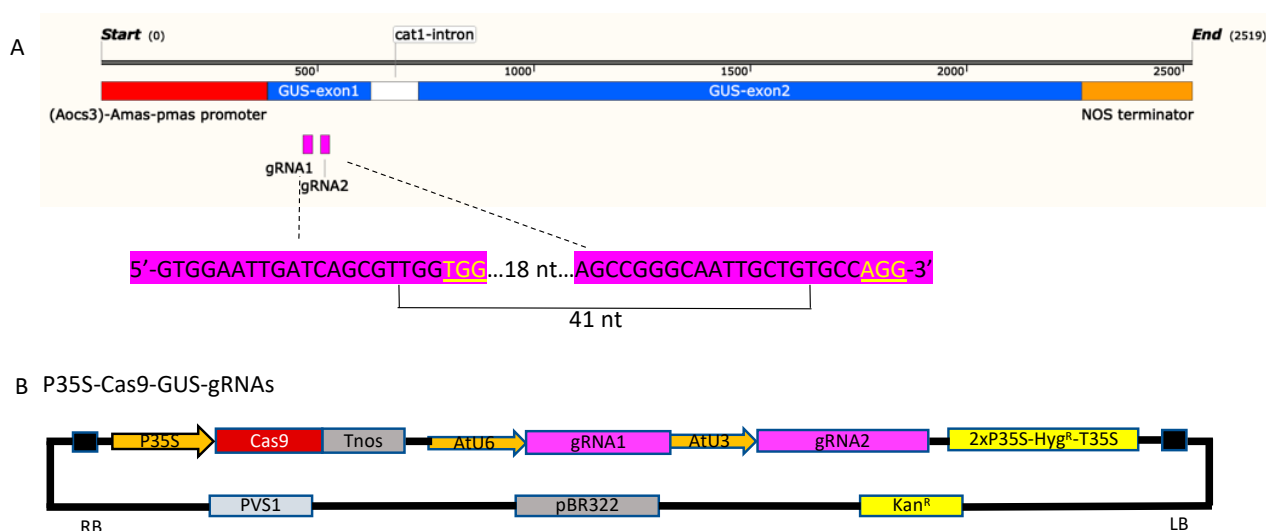 A
Start (0)
cat1-intron
End (2519)
500
1000
1500
2000
2500
GUS-exon1
GUS-exon2
(Aocs3)-Amas-pmas promoter
NOS terminator
gRNA1
gRNA2
5’-GTGGAATTGATCAGCGTTGGTGG...18 nt...AGCCGGGCAATTGCTGTGCCAGG-3’
41 nt
B P35S-Cas9-GUS-gRNAs
P35S Cas9 Tnos AtU6 gRNA1 AtU3 gRNA2 2xP35S-Hygᴿ-T35S
PVS1 pBR322 Kanᴿ
RB LB